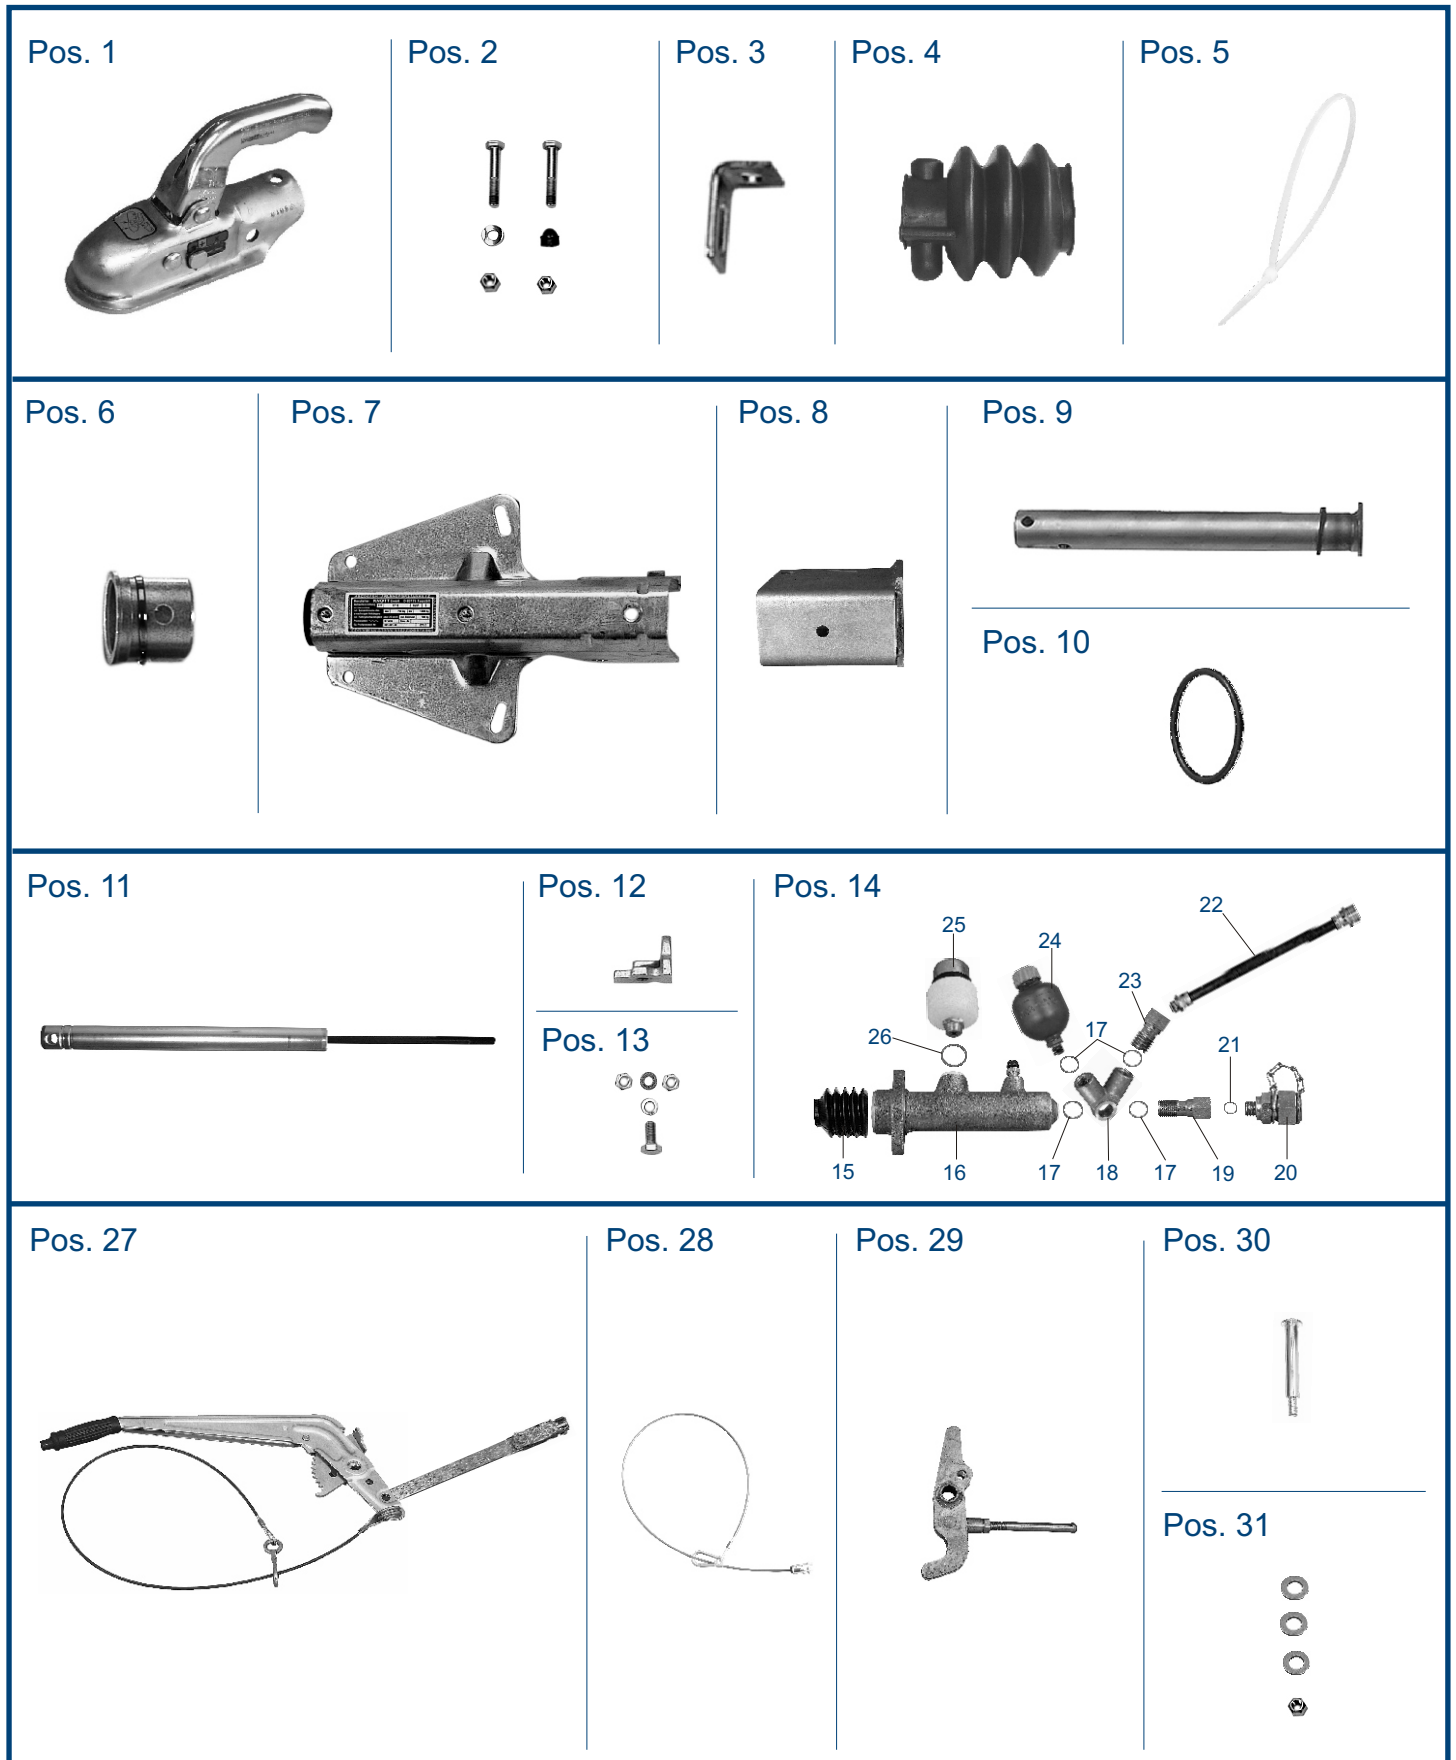 Pos. 1
Pos. 2
Pos. 3
Pos. 4
Pos. 5
Pos. 6
Pos. 7
Pos. 8
Pos. 9
Pos. 10
Pos. 11
Pos. 12
Pos. 13
Pos. 14
22
25
24
23
17
26
21
15
16
17
18
17
19
20
Pos. 27
Pos. 28
Pos. 29
Pos. 30
Pos. 31